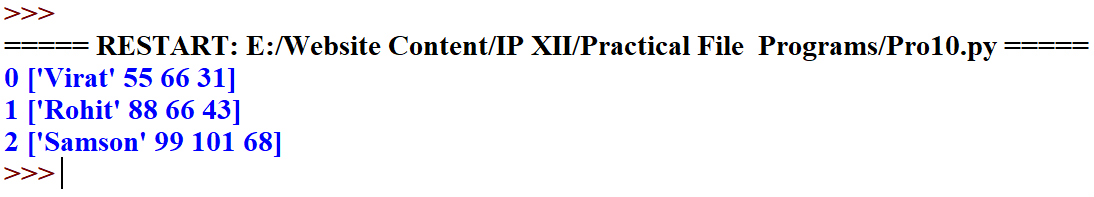 >>>
===== RESTART: E:/Website Content/IP XII/Practical File  Programs/Pro10.py =====
0 ['Virat' 55 66 31]
1 ['Rohit' 88 66 43]
2 ['Samson' 99 101 68]
>>>